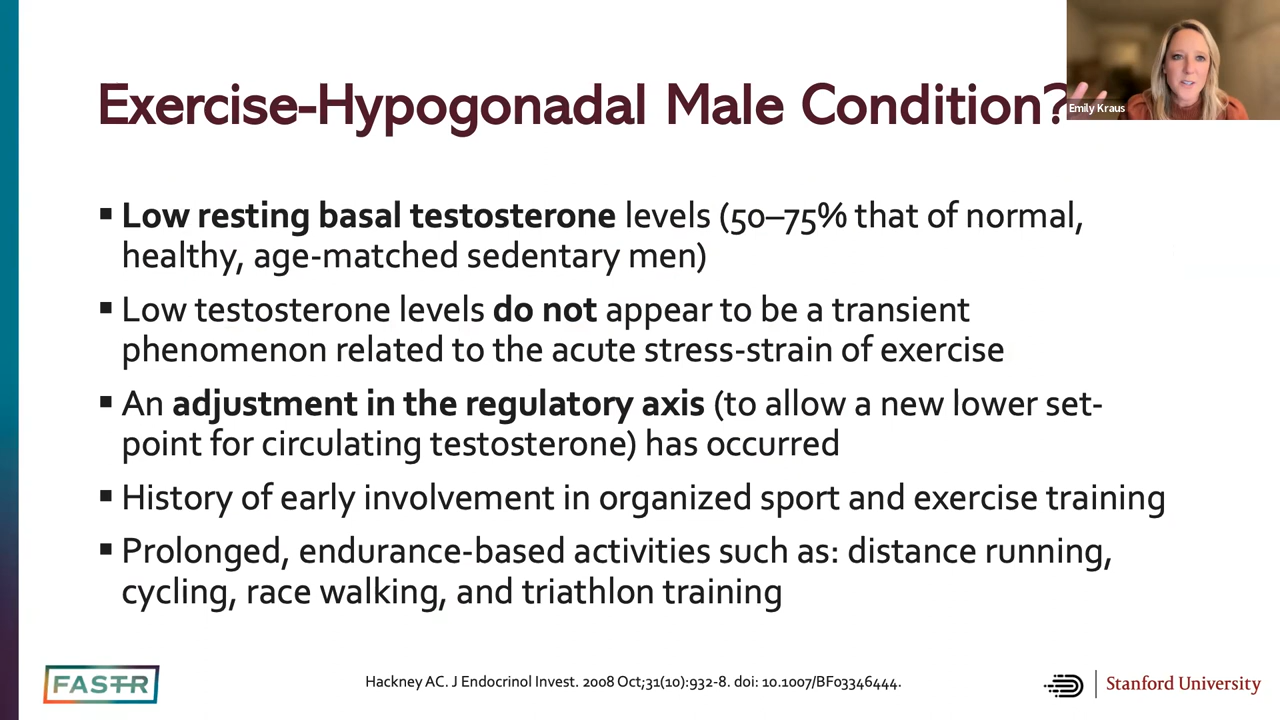 Exercise-Hypogonadal Male Condition?
Emily Kraus
▪ Low resting basal testosterone levels (50–75% that of normal,
healthy, age-matched sedentary men)
▪ Low testosterone levels do not appear to be a transient
phenomenon related to the acute stress-strain of exercise
▪ An adjustment in the regulatory axis (to allow a new lower set-
point for circulating testosterone) has occurred
▪ History of early involvement in organized sport and exercise training
▪ Prolonged, endurance-based activities such as: distance running,
cycling, race walking, and triathlon training
FASTR
Hackney AC. J Endocrinol Invest. 2008 Oct;31(10):932-8. doi: 10.1007/BF03346444.
Stanford University